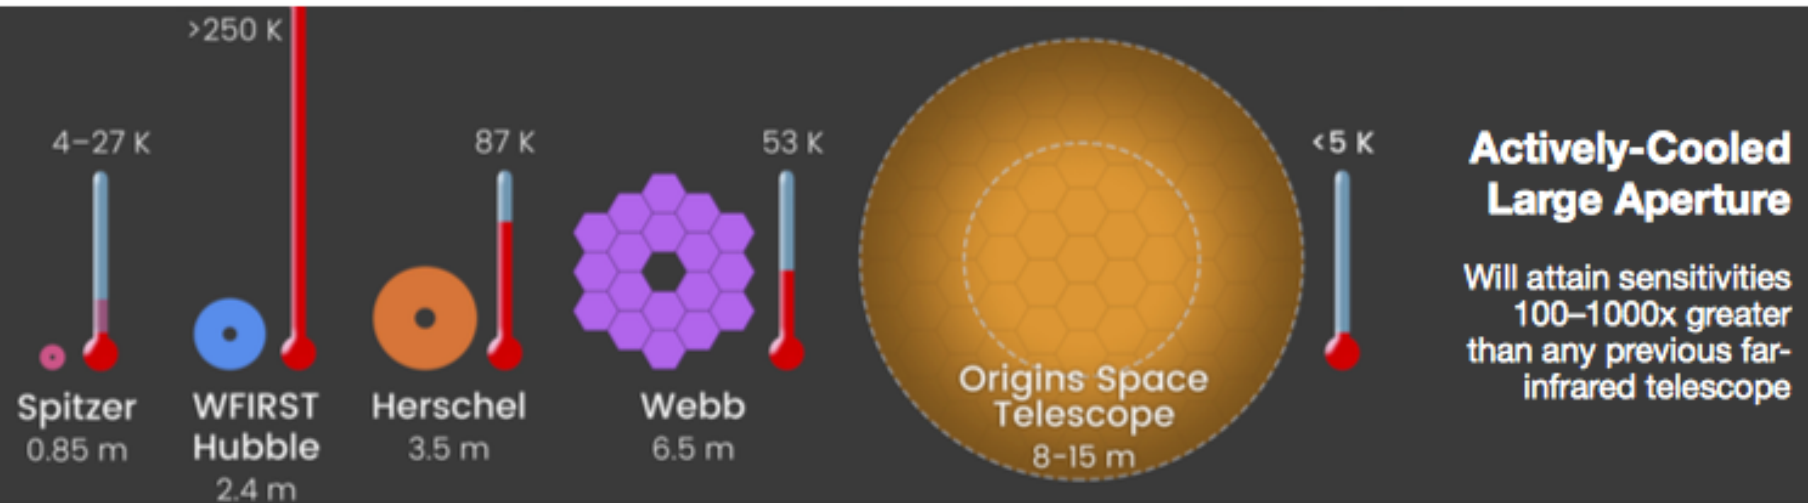 >250 K
4–27 K
87 K
53 K
<5 K
Spitzer
0.85 m
WFIRST
Hubble
2.4 m
Herschel
3.5 m
Webb
6.5 m
Origins Space
Telescope
8-15 m
Actively-Cooled
Large Aperture
Will attain sensitivities
100–1000x greater
than any previous far-
infrared telescope